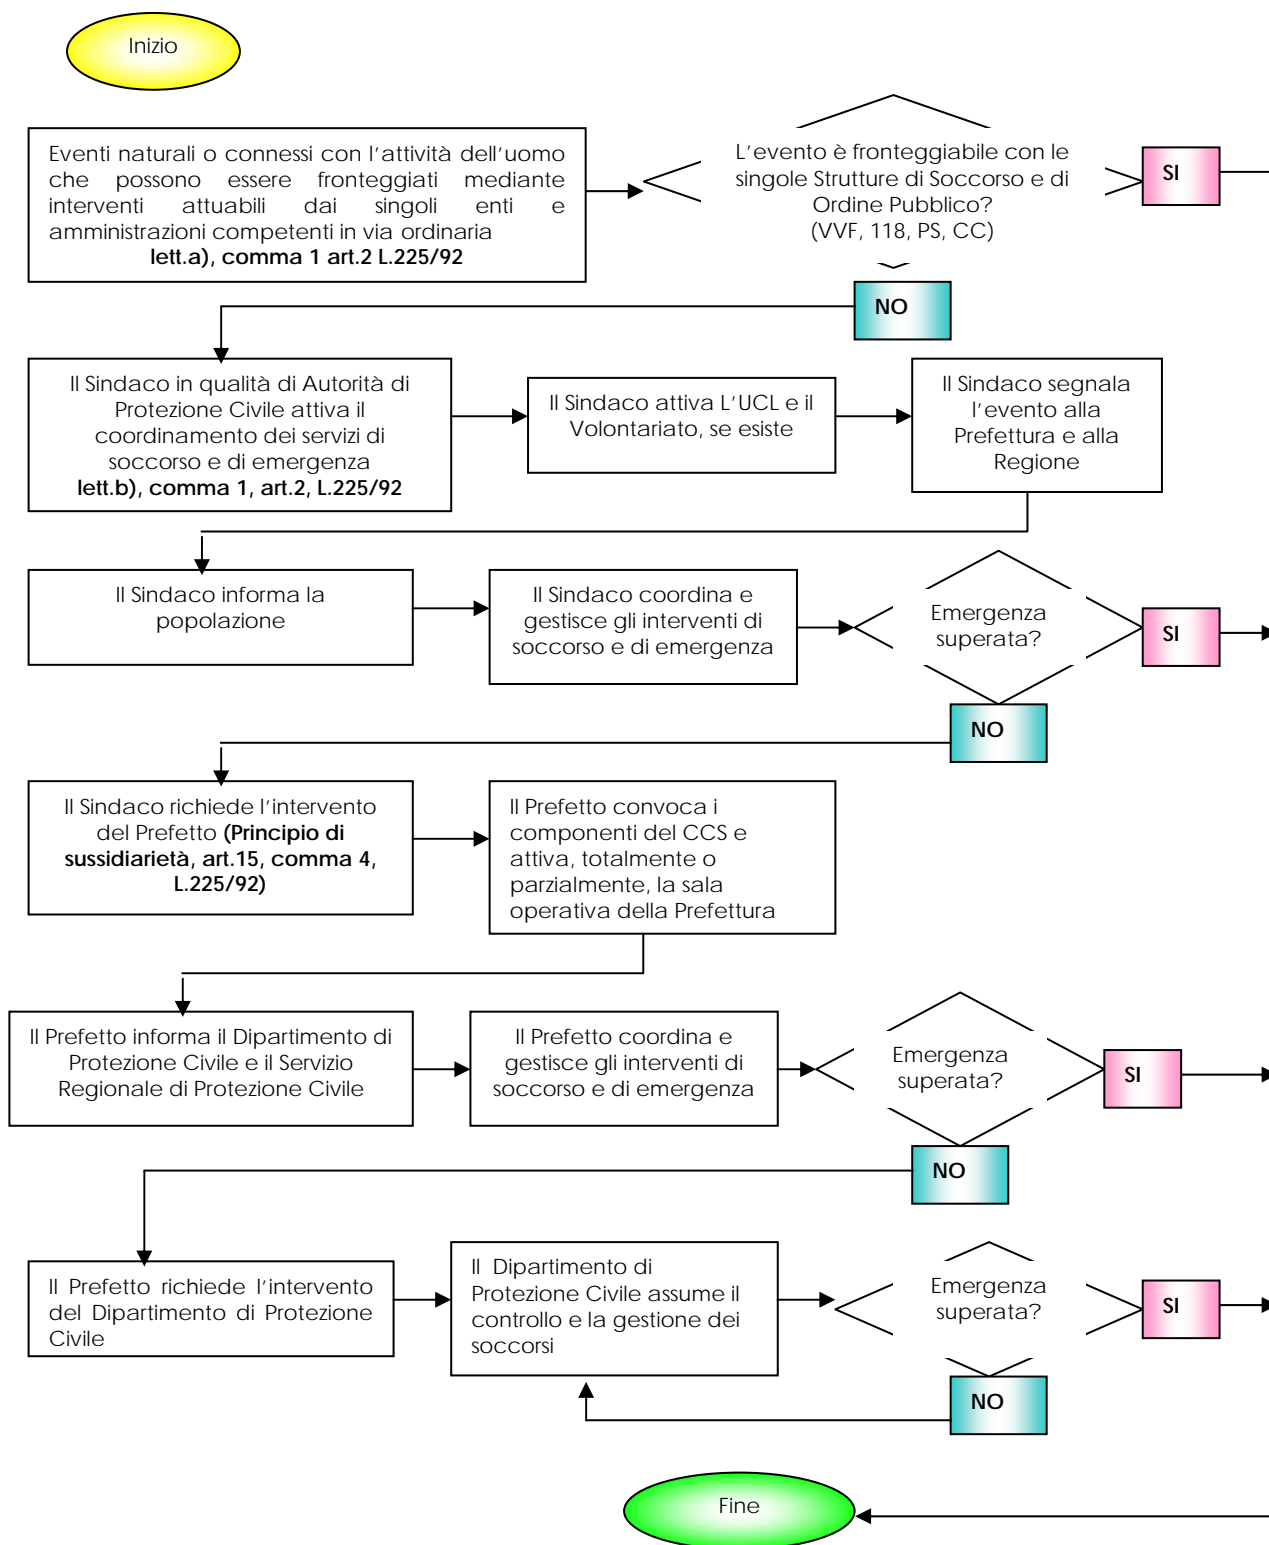 Inizio
Eventi naturali o connessi con l'attività dell'uomo
che possono essere fronteggiati mediante
interventi attuabili dai singoli enti e
amministrazioni competenti in via ordinaria
lett.a), comma 1 art.2 L.225/92
L'evento è fronteggiabile con le
singole Strutture di Soccorso e di
Ordine Pubblico?
(VVF, 118, PS, CC)
SI
NO
Il Sindaco in qualità di Autorità di
Protezione Civile attiva il
coordinamento dei servizi di
soccorso e di emergenza
lett.b), comma 1, art.2, L.225/92
Il Sindaco attiva L'UCL e il
Volontariato, se esiste
Il Sindaco segnala
l'evento alla
Prefettura e alla
Regione
Il Sindaco informa la
popolazione
Il Sindaco coordina e
gestisce gli interventi di
soccorso e di emergenza
Emergenza
superata?
SI
NO
Il Sindaco richiede l'intervento
del Prefetto (Principio di
sussidiarietà, art.15, comma 4,
L.225/92)
Il Prefetto convoca i
componenti del CCS e
attiva, totalmente o
parzialmente, la sala
operativa della Prefettura
Il Prefetto informa il Dipartimento di
Protezione Civile e il Servizio
Regionale di Protezione Civile
Il Prefetto coordina e
gestisce gli interventi di
soccorso e di emergenza
Emergenza
superata?
SI
NO
Il Prefetto richiede l'intervento
del Dipartimento di Protezione
Civile
Il Dipartimento di
Protezione Civile assume il
controllo e la gestione dei
soccorsi
Emergenza
superata?
SI
NO
Fine